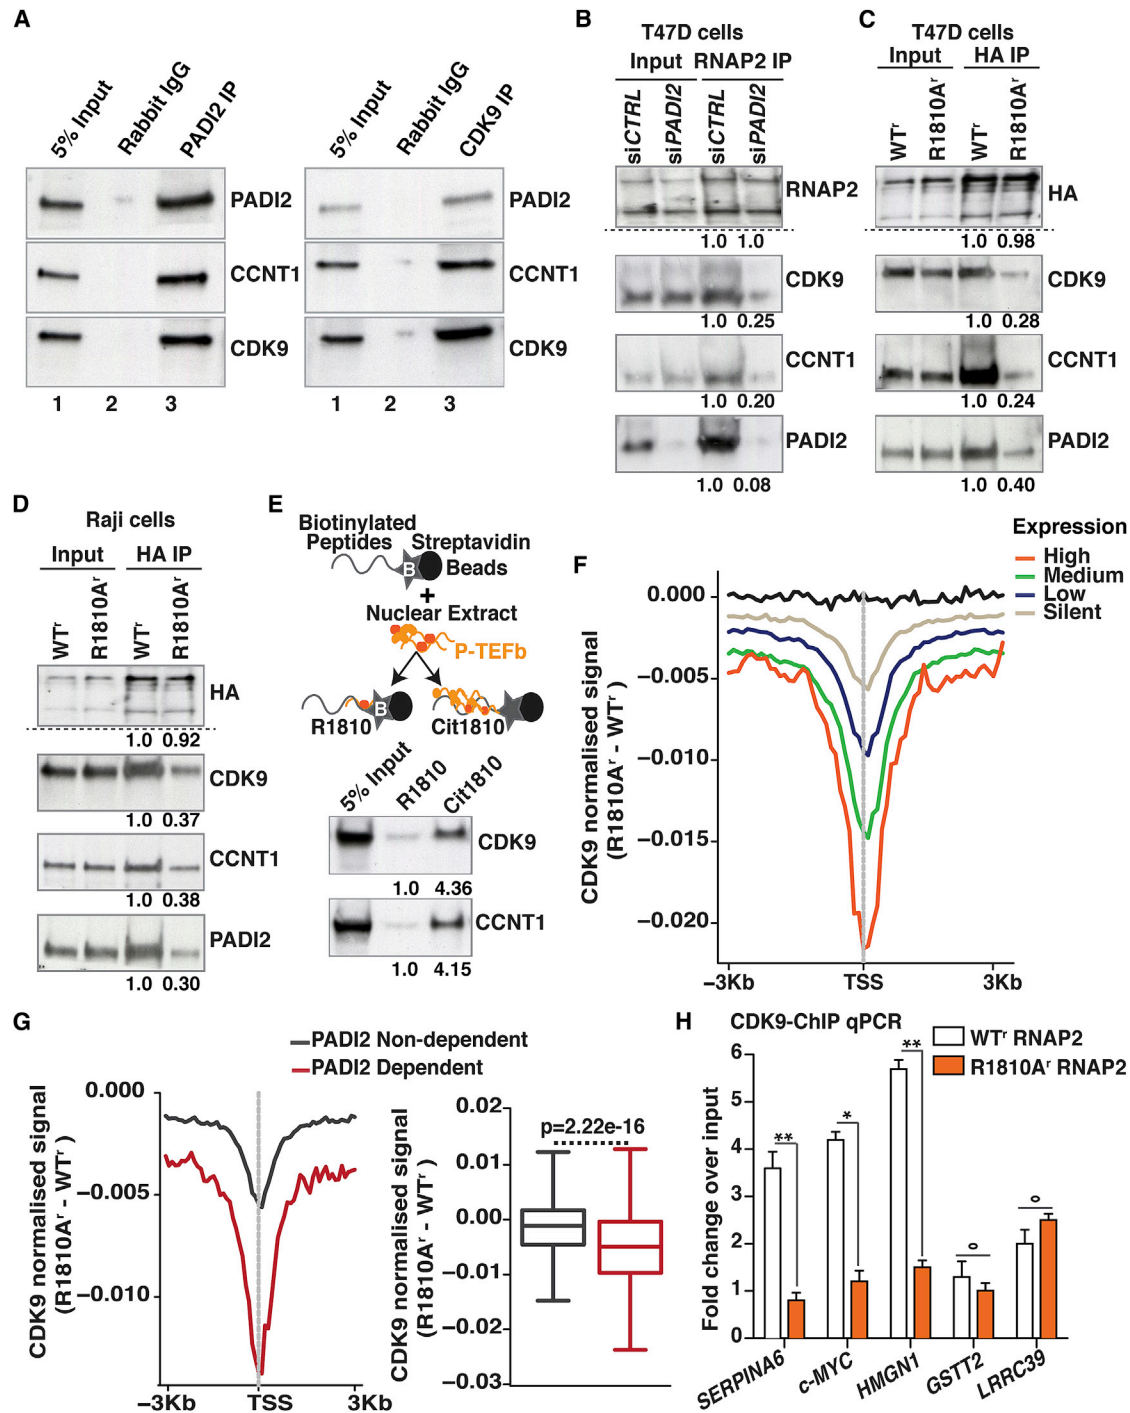 A
5% Input
Rabbit IgG
PADI2 IP
PADI2
CCNT1
CDK9
1 2 3
5% Input
Rabbit IgG
CDK9 IP
PADI2
CCNT1
CDK9
1 2 3
B
T47D cells
Input RNAP2 IP
siCTRL
siPADI2
siCTRL
siPADI2
RNAP2
1.0 1.0
CDK9
1.0 0.25
CCNT1
1.0 0.20
PADI2
1.0 0.08
C
T47D cells
Input HA IP
WTʳ
R1810Aʳ
WTʳ
R1810Aʳ
HA
1.0 0.98
CDK9
1.0 0.28
CCNT1
1.0 0.24
PADI2
1.0 0.40
D
Raji cells
Input HA IP
WTʳ
R1810Aʳ
WTʳ
R1810Aʳ
HA
1.0 0.92
CDK9
1.0 0.37
CCNT1
1.0 0.38
PADI2
1.0 0.30
E
Biotinylated
Peptides
Streptavidin
Beads
B
+
Nuclear Extract
P-TEFb
B
R1810
Cit1810
5% Input
R1810
Cit1810
CDK9
1.0 4.36
CCNT1
1.0 4.15
F
Expression
High
Medium
Low
Silent
CDK9 normalised signal
(R1810Aʳ - WTʳ )
0.000
−0.005
−0.010
−0.015
−0.020
−3Kb TSS 3Kb
G
PADI2 Non-dependent
PADI2 Dependent
CDK9 normalised signal
(R1810Aʳ - WTʳ )
0.000
−0.005
−0.010
−3Kb TSS 3Kb
CDK9 normalised signal
(R1810Aʳ - WTʳ )
0.02
0.01
0.00
−0.01
−0.02
−0.03
p=2.22e-16
H
CDK9-ChIP qPCR
WTʳ RNAP2
R1810Aʳ RNAP2
Fold change over input
6
5
4
3
2
1
0
**
*
**
o
o
SERPINA6
c-MYC
HMGN1
GSTT2
LRRC39